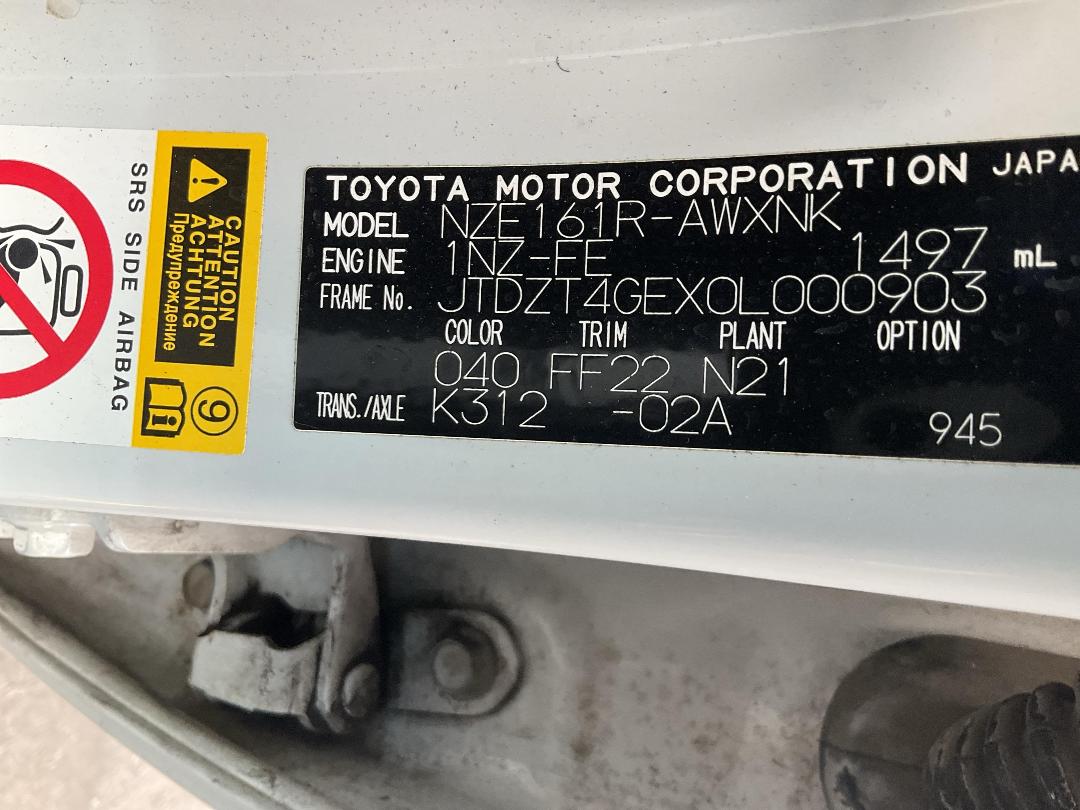 SRS SIDE AIRBAG
CAUTION
ATTENTION
ACHTUNG
Предупреждение
9
TOYOTA MOTOR CORPORATION JAPA
MODEL NZE161R-AWXNK
ENGINE 1NZ-FE 1497 mL
FRAME No. JTDZT4GEX0L000903
COLOR TRIM PLANT OPTION
040 FF22 N21
TRANS./AXLE K312 -02A 945